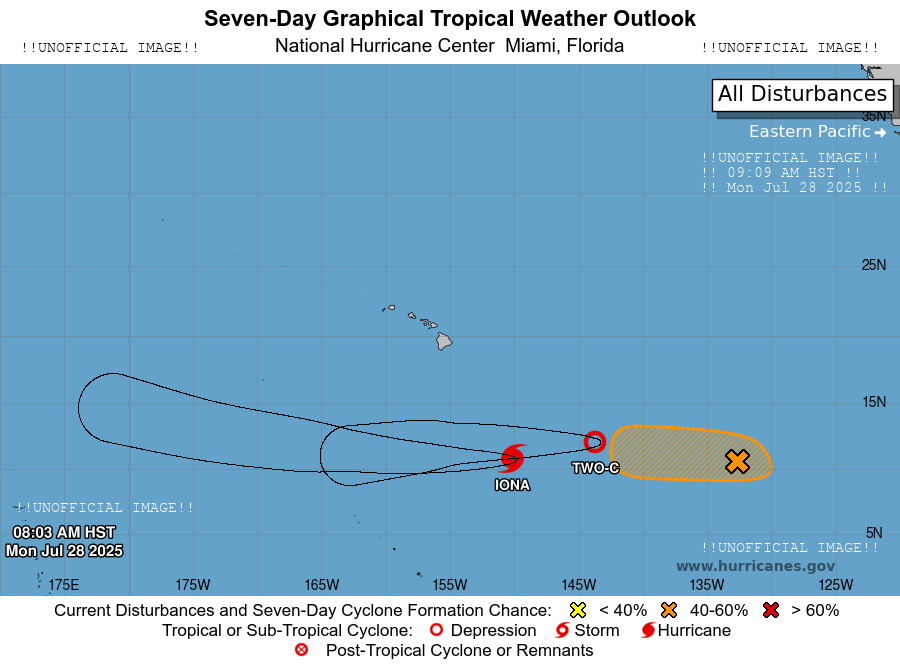 Seven-Day Graphical Tropical Weather Outlook
!!UNOFFICIAL IMAGE!! National Hurricane Center Miami, Florida !!UNOFFICIAL IMAGE!!
All Disturbances
35N
Eastern Pacific
!!UNOFFICIAL IMAGE!!
!! 09:09 AM HST !!
!! Mon Jul 28 2025 !!
25N
15N
TWO-C
IONA
!!UNOFFICIAL IMAGE!!
08:03 AM HST
Mon Jul 28 2025
5N
!!UNOFFICIAL IMAGE!!
www.hurricanes.gov
175E 175W 165W 155W 145W 135W 125W
Current Disturbances and Seven-Day Cyclone Formation Chance: < 40% 40-60% > 60%
Tropical or Sub-Tropical Cyclone: Depression Storm Hurricane
Post-Tropical Cyclone or Remnants